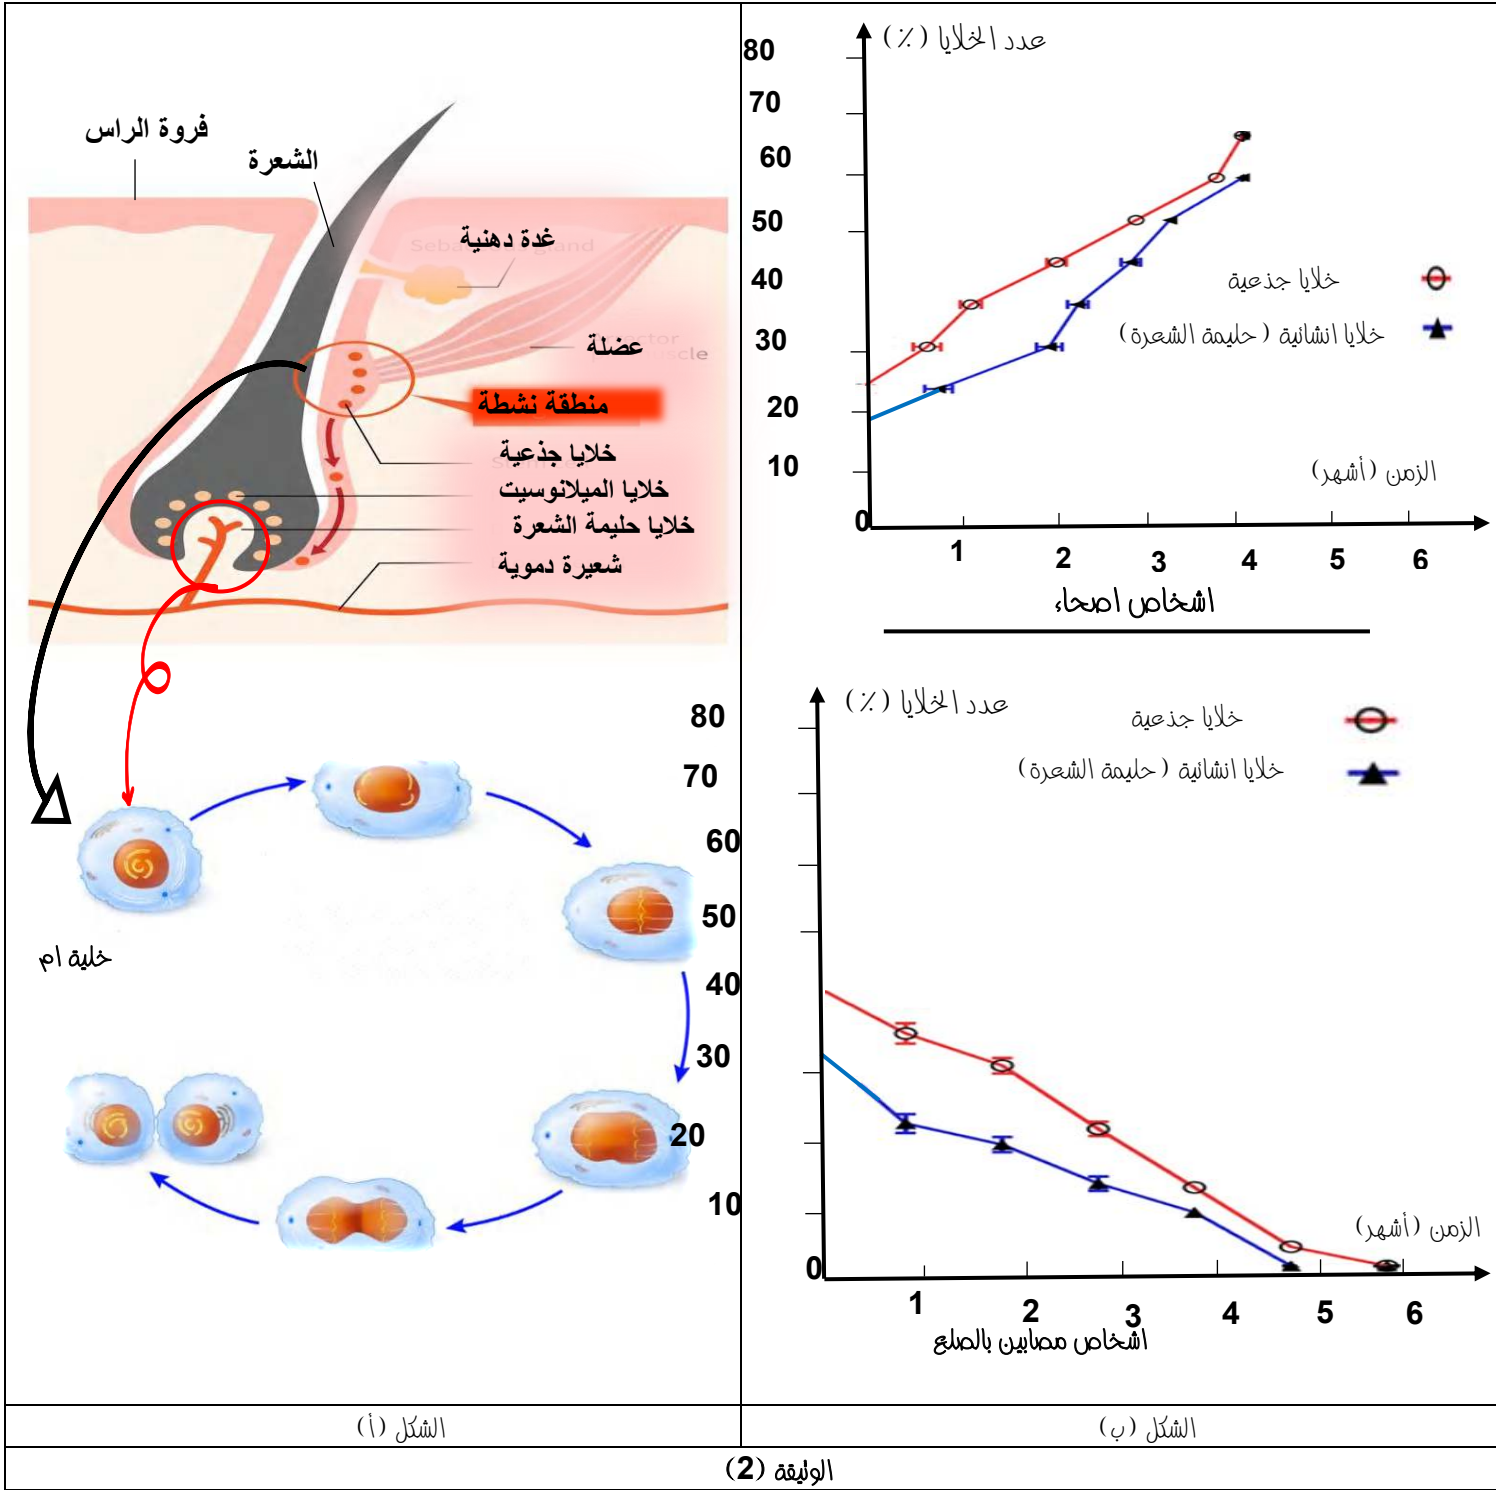 فروة الراس
الشعرة
غدة دهنية
عضلة
منطقة نشطة
خلايا جذعية
خلايا الميلانوسيت
خلايا حليمة الشعرة
شعيرة دموية
خلية ام
عدد الخلايا (٪)
80
70
60
50
40
30
20
10
0
خلايا جذعية
خلايا انشائية (حليمة الشعرة)
الزمن (أشهر)
1 2 3 4 5 6
اشخاص اصحاء
عدد الخلايا (٪)
خلايا جذعية
خلايا انشائية (حليمة الشعرة)
80
70
60
50
40
30
20
10
0
الزمن (أشهر)
1 2 3 4 5 6
اشخاص مصابين بالصلع
الشكل (أ)
الشكل (ب)
الوثيقة (2)